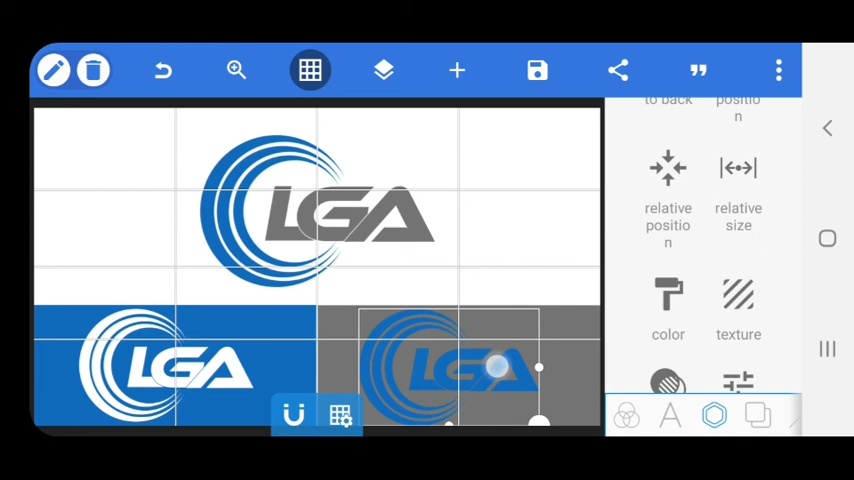 to back
positio
n
LGA
relative
positio
n
relative
size
LGA
LGA
color
texture
A